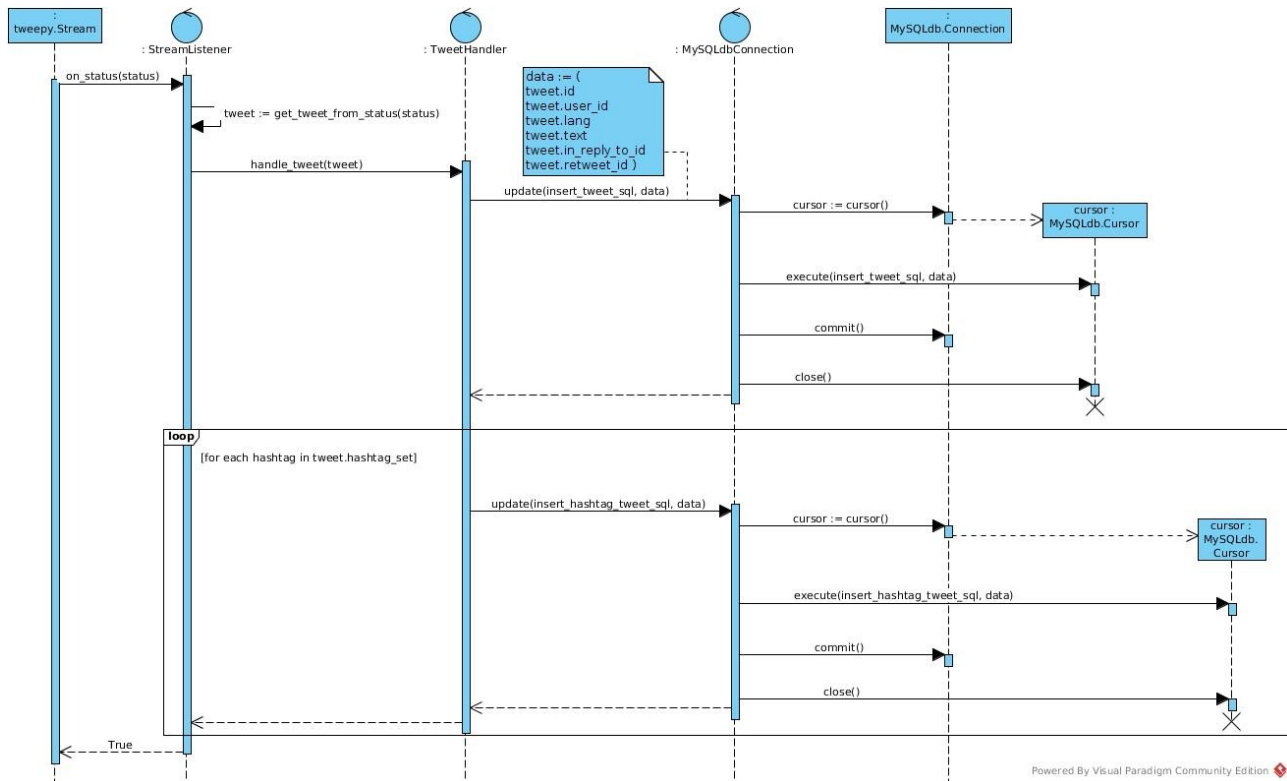 :
tweepy.Stream
: StreamListener
: TweetHandler
: MySQLdbConnection
:
MySQLdb.Connection
on_status(status)
tweet := get_tweet_from_status(status)
handle_tweet(tweet)
data := (
tweet.id
tweet.user_id
tweet.lang
tweet.text
tweet.in_reply_to_id
tweet.retweet_id )
update(insert_tweet_sql, data)
cursor := cursor()
cursor :
MySQLdb.Cursor
execute(insert_tweet_sql, data)
commit()
close()
loop
[for each hashtag in tweet.hashtag_set]
update(insert_hashtag_tweet_sql, data)
cursor := cursor()
cursor :
MySQLdb.
Cursor
execute(insert_hashtag_tweet_sql, data)
commit()
close()
True
Powered By Visual Paradigm Community Edition